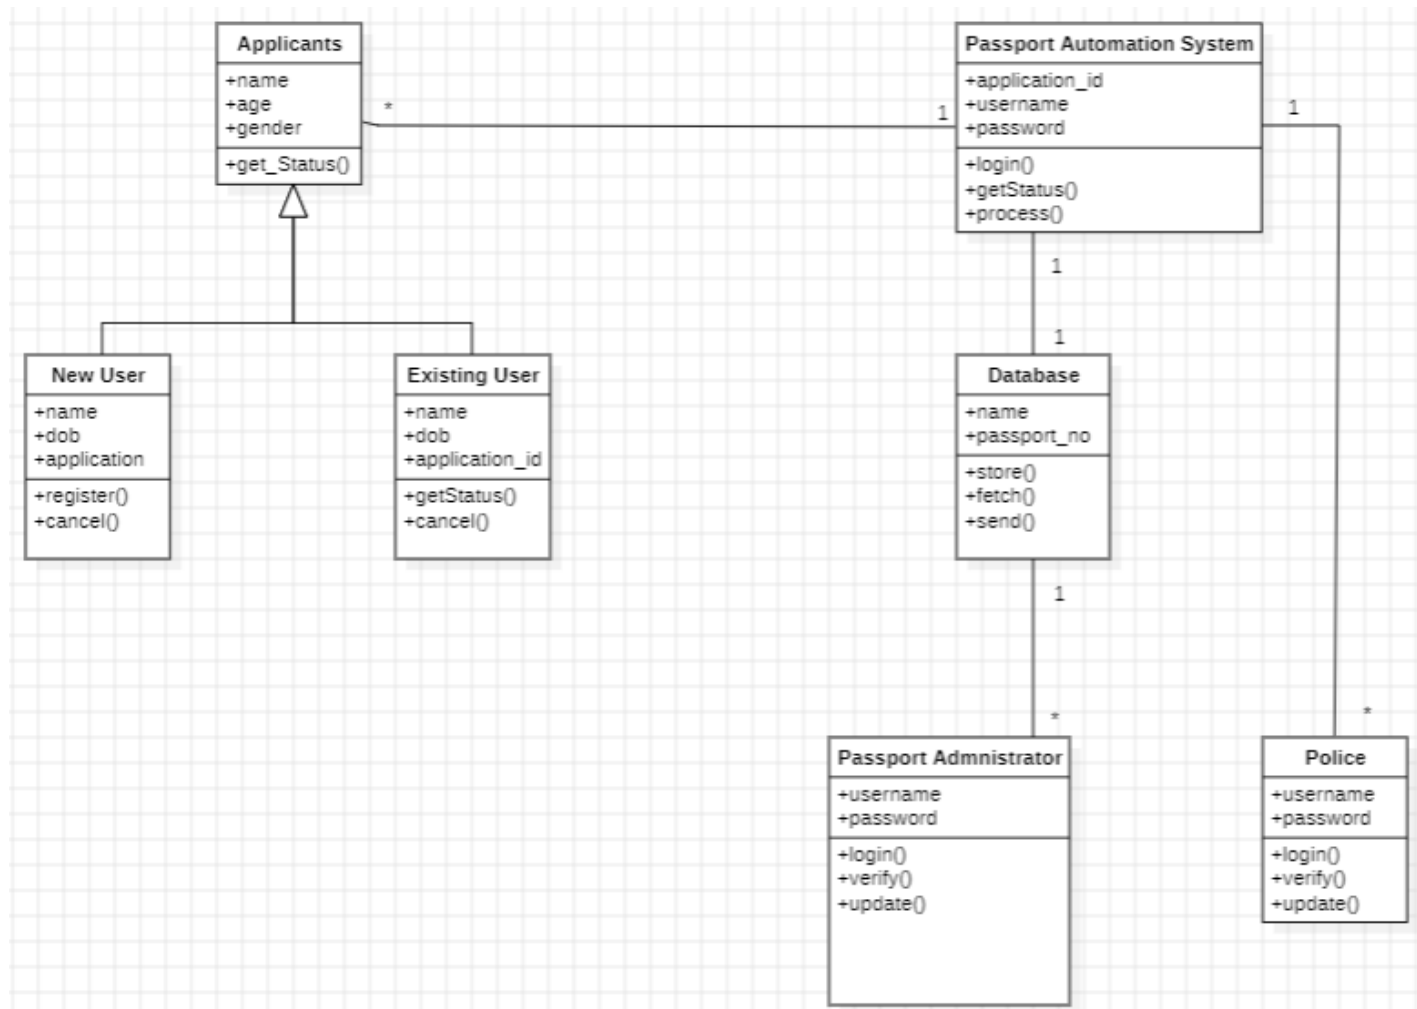 Applicants
+name
+age
+gender
+get_Status()
*
1
Passport Automation System
+application_id
+username
+password
+login()
+getStatus()
+process()
1
1
1
New User
+name
+dob
+application
+register()
+cancel()
Existing User
+name
+dob
+application_id
+getStatus()
+cancel()
Database
+name
+passport_no
+store()
+fetch()
+send()
1
*
*
Passport Admnistrator
+username
+password
+login()
+verify()
+update()
Police
+username
+password
+login()
+verify()
+update()